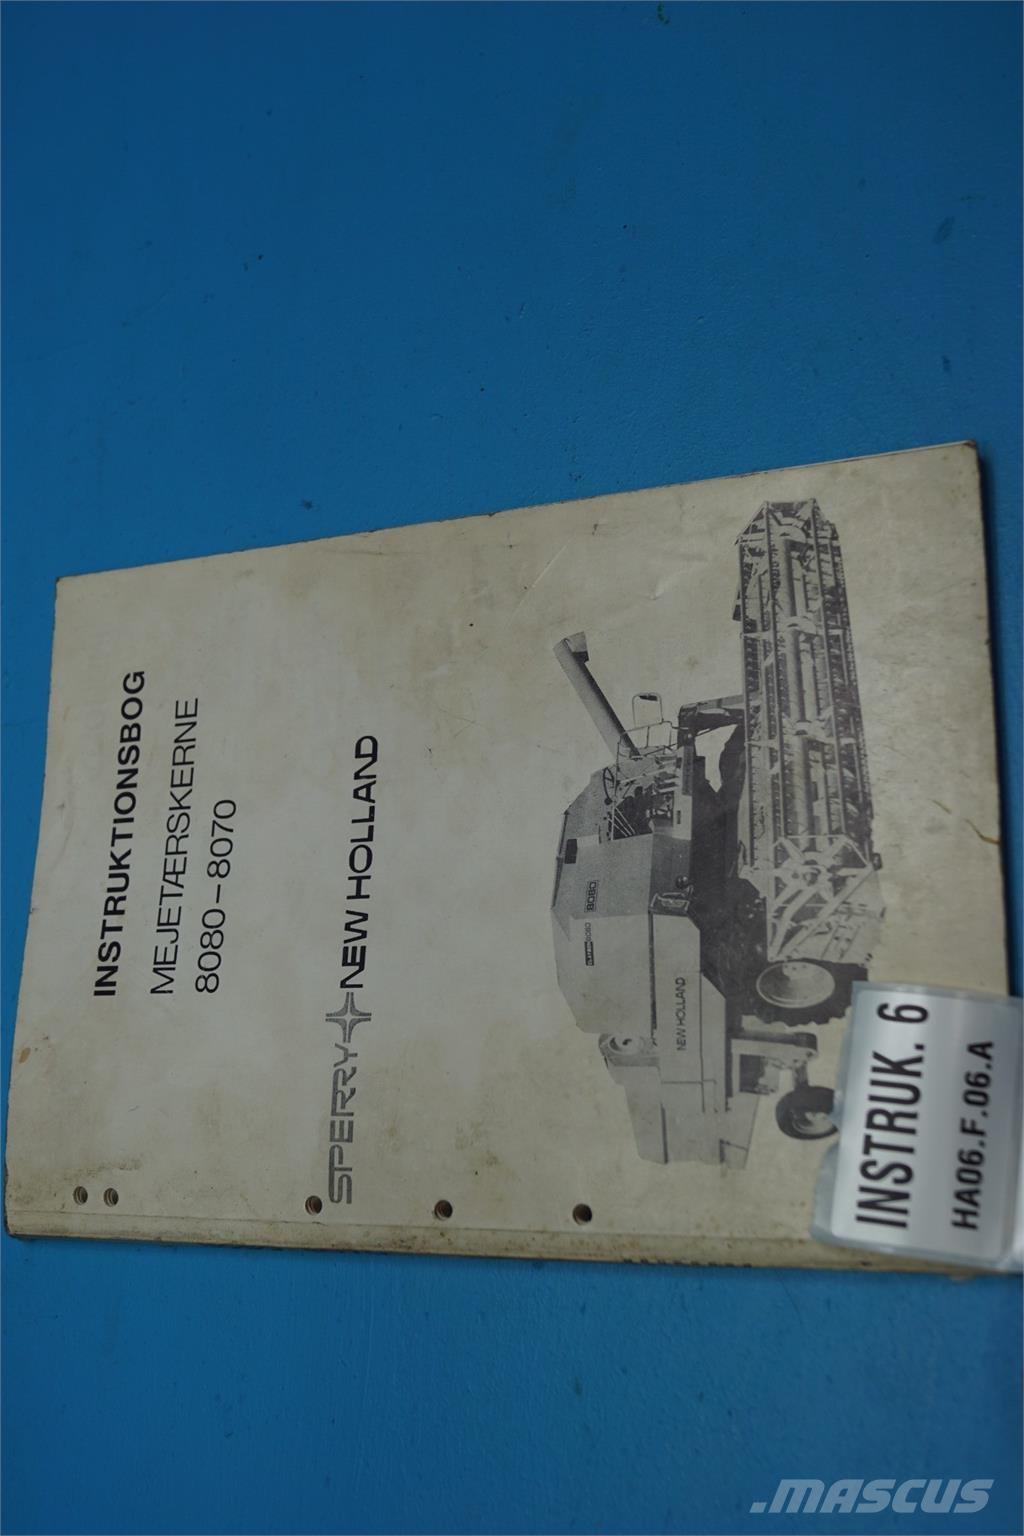 INSTRUKTIONSBOG
MEJETÆRSKERNE
8080-8070
SPERRY NEW HOLLAND
8080
NEW HOLLAND
INSTRUK. 6
HA06.F.06.A
.MASCUS